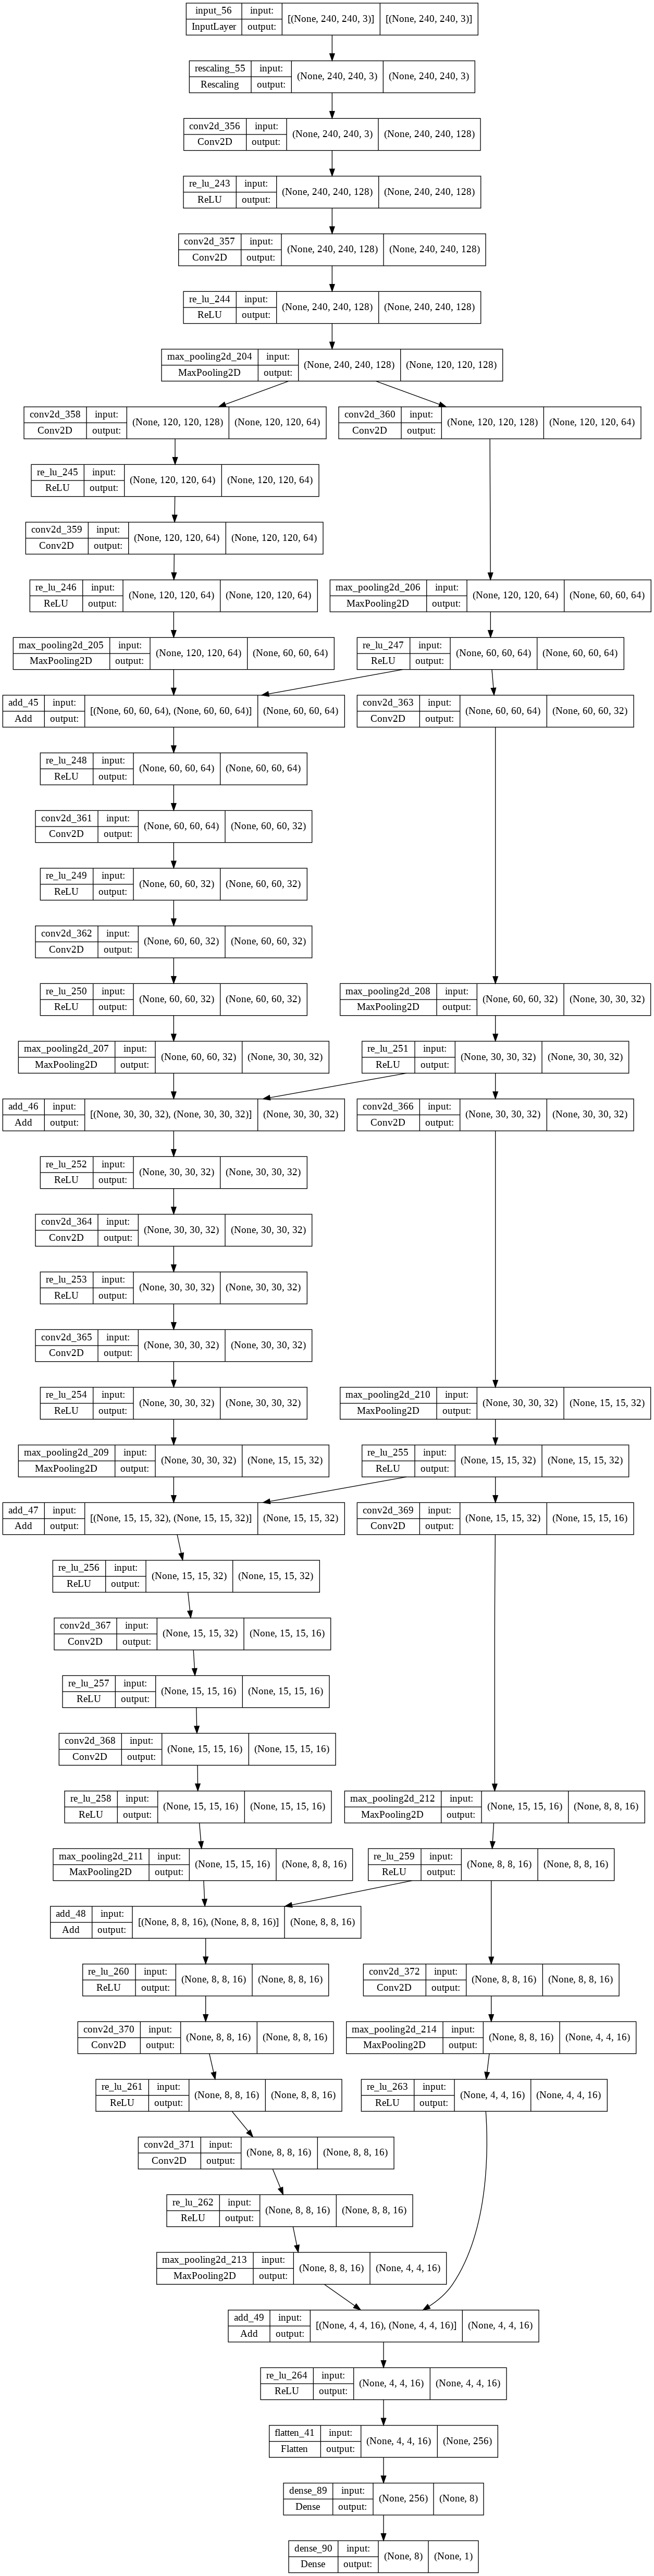 input_56 input: [(None, 240, 240, 3)] [(None, 240, 240, 3)]
InputLayer output:
rescaling_55 input: (None, 240, 240, 3) (None, 240, 240, 3)
Rescaling output:
conv2d_356 input: (None, 240, 240, 3) (None, 240, 240, 128)
Conv2D output:
re_lu_243 input: (None, 240, 240, 128) (None, 240, 240, 128)
ReLU output:
conv2d_357 input: (None, 240, 240, 128) (None, 240, 240, 128)
Conv2D output:
re_lu_244 input: (None, 240, 240, 128) (None, 240, 240, 128)
ReLU output:
max_pooling2d_204 input: (None, 240, 240, 128) (None, 120, 120, 128)
MaxPooling2D output:
conv2d_358 input: (None, 120, 120, 128) (None, 120, 120, 64)
Conv2D output:
conv2d_360 input: (None, 120, 120, 128) (None, 120, 120, 64)
Conv2D output:
re_lu_245 input: (None, 120, 120, 64) (None, 120, 120, 64)
ReLU output:
conv2d_359 input: (None, 120, 120, 64) (None, 120, 120, 64)
Conv2D output:
re_lu_246 input: (None, 120, 120, 64) (None, 120, 120, 64)
ReLU output:
max_pooling2d_206 input: (None, 120, 120, 64) (None, 60, 60, 64)
MaxPooling2D output:
max_pooling2d_205 input: (None, 120, 120, 64) (None, 60, 60, 64)
MaxPooling2D output:
re_lu_247 input: (None, 60, 60, 64) (None, 60, 60, 64)
ReLU output:
add_45 input: [(None, 60, 60, 64), (None, 60, 60, 64)] (None, 60, 60, 64)
Add output:
conv2d_363 input: (None, 60, 60, 64) (None, 60, 60, 32)
Conv2D output:
re_lu_248 input: (None, 60, 60, 64) (None, 60, 60, 64)
ReLU output:
conv2d_361 input: (None, 60, 60, 64) (None, 60, 60, 32)
Conv2D output:
re_lu_249 input: (None, 60, 60, 32) (None, 60, 60, 32)
ReLU output:
conv2d_362 input: (None, 60, 60, 32) (None, 60, 60, 32)
Conv2D output:
re_lu_250 input: (None, 60, 60, 32) (None, 60, 60, 32)
ReLU output:
max_pooling2d_208 input: (None, 60, 60, 32) (None, 30, 30, 32)
MaxPooling2D output:
max_pooling2d_207 input: (None, 60, 60, 32) (None, 30, 30, 32)
MaxPooling2D output:
re_lu_251 input: (None, 30, 30, 32) (None, 30, 30, 32)
ReLU output:
add_46 input: [(None, 30, 30, 32), (None, 30, 30, 32)] (None, 30, 30, 32)
Add output:
conv2d_366 input: (None, 30, 30, 32) (None, 30, 30, 32)
Conv2D output:
re_lu_252 input: (None, 30, 30, 32) (None, 30, 30, 32)
ReLU output:
conv2d_364 input: (None, 30, 30, 32) (None, 30, 30, 32)
Conv2D output:
re_lu_253 input: (None, 30, 30, 32) (None, 30, 30, 32)
ReLU output:
conv2d_365 input: (None, 30, 30, 32) (None, 30, 30, 32)
Conv2D output:
re_lu_254 input: (None, 30, 30, 32) (None, 30, 30, 32)
ReLU output:
max_pooling2d_210 input: (None, 30, 30, 32) (None, 15, 15, 32)
MaxPooling2D output:
max_pooling2d_209 input: (None, 30, 30, 32) (None, 15, 15, 32)
MaxPooling2D output:
re_lu_255 input: (None, 15, 15, 32) (None, 15, 15, 32)
ReLU output:
add_47 input: [(None, 15, 15, 32), (None, 15, 15, 32)] (None, 15, 15, 32)
Add output:
conv2d_369 input: (None, 15, 15, 32) (None, 15, 15, 16)
Conv2D output:
re_lu_256 input: (None, 15, 15, 32) (None, 15, 15, 32)
ReLU output:
conv2d_367 input: (None, 15, 15, 32) (None, 15, 15, 16)
Conv2D output:
re_lu_257 input: (None, 15, 15, 16) (None, 15, 15, 16)
ReLU output:
conv2d_368 input: (None, 15, 15, 16) (None, 15, 15, 16)
Conv2D output:
re_lu_258 input: (None, 15, 15, 16) (None, 15, 15, 16)
ReLU output:
max_pooling2d_212 input: (None, 15, 15, 16) (None, 8, 8, 16)
MaxPooling2D output:
max_pooling2d_211 input: (None, 15, 15, 16) (None, 8, 8, 16)
MaxPooling2D output:
re_lu_259 input: (None, 8, 8, 16) (None, 8, 8, 16)
ReLU output:
add_48 input: [(None, 8, 8, 16), (None, 8, 8, 16)] (None, 8, 8, 16)
Add output:
re_lu_260 input: (None, 8, 8, 16) (None, 8, 8, 16)
ReLU output:
conv2d_372 input: (None, 8, 8, 16) (None, 8, 8, 16)
Conv2D output:
conv2d_370 input: (None, 8, 8, 16) (None, 8, 8, 16)
Conv2D output:
max_pooling2d_214 input: (None, 8, 8, 16) (None, 4, 4, 16)
MaxPooling2D output:
re_lu_261 input: (None, 8, 8, 16) (None, 8, 8, 16)
ReLU output:
re_lu_263 input: (None, 4, 4, 16) (None, 4, 4, 16)
ReLU output:
conv2d_371 input: (None, 8, 8, 16) (None, 8, 8, 16)
Conv2D output:
re_lu_262 input: (None, 8, 8, 16) (None, 8, 8, 16)
ReLU output:
max_pooling2d_213 input: (None, 8, 8, 16) (None, 4, 4, 16)
MaxPooling2D output:
add_49 input: [(None, 4, 4, 16), (None, 4, 4, 16)] (None, 4, 4, 16)
Add output:
re_lu_264 input: (None, 4, 4, 16) (None, 4, 4, 16)
ReLU output:
flatten_41 input: (None, 4, 4, 16) (None, 256)
Flatten output:
dense_89 input: (None, 256) (None, 8)
Dense output:
dense_90 input: (None, 8) (None, 1)
Dense output: